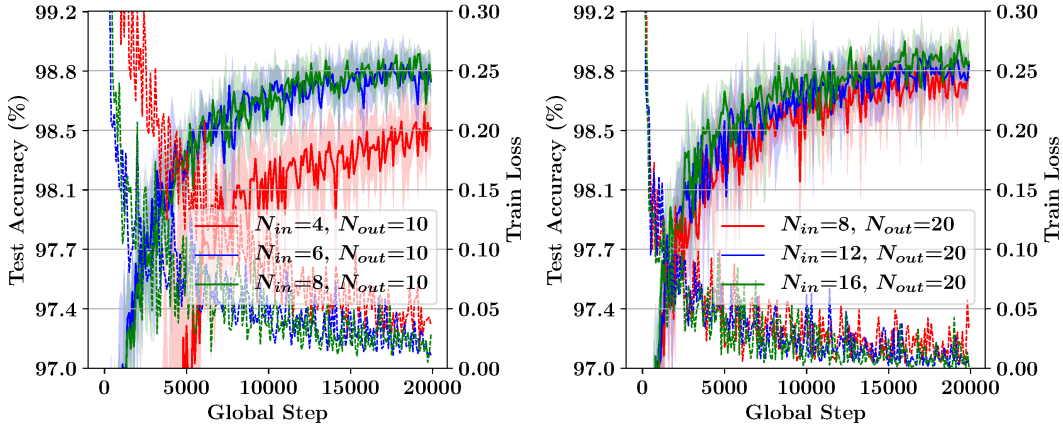 99.2
98.8
98.5
98.1
97.7
97.4
97.0
Test Accuracy (%)
0.30
0.25
0.20
0.15
0.10
0.05
0.00
Train Loss
N_in=4, N_out=10
N_in=6, N_out=10
N_in=8, N_out=10
0 5000 10000 15000 20000
Global Step
99.2
98.8
98.5
98.1
97.7
97.4
97.0
Test Accuracy (%)
0.30
0.25
0.20
0.15
0.10
0.05
0.00
Train Loss
N_in=8, N_out=20
N_in=12, N_out=20
N_in=16, N_out=20
0 5000 10000 15000 20000
Global Step